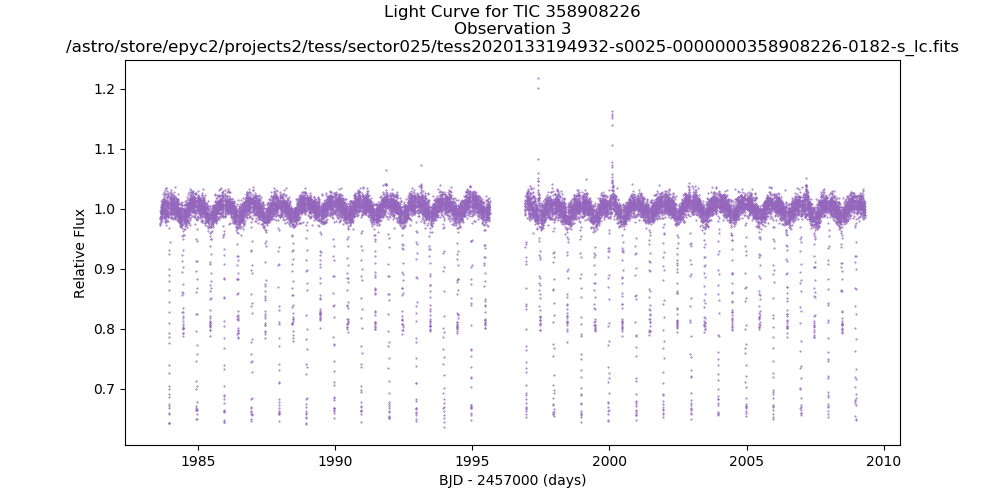 Light Curve for TIC 358908226
Observation 3
/astro/store/epyc2/projects2/tess/sector025/tess2020133194932-s0025-0000000358908226-0182-s_lc.fits
1.2
1.1
1.0
0.9
0.8
0.7
Relative Flux
1985 1990 1995 2000 2005 2010
BJD - 2457000 (days)